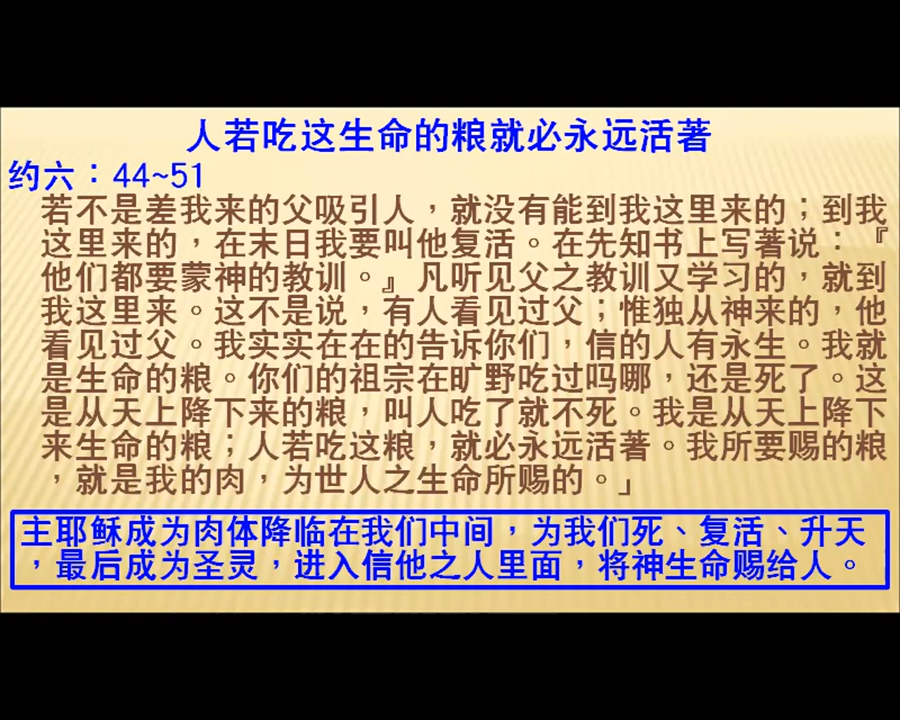 人若吃这生命的粮就必永远活著
约六：44~51
若不是差我来的父吸引人，就没有能到我这里来的；到我
这里来的，在末日我要叫他复活。在先知书上写著说：『
他们都要蒙神的教训。』凡听见父之教训又学习的，就到
我这里来。这不是说，有人看见过父；惟独从神来的，他
看见过父。我实实在在的告诉你们，信的人有永生。我就
是生命的粮。你们的祖宗在旷野吃过吗哪，还是死了。这
是从天上降下来的粮，叫人吃了就不死。我是从天上降下
来生命的粮；人若吃这粮，就必永远活著。我所要赐的粮
，就是我的肉，为世人之生命所赐的。」
主耶稣成为肉体降临在我们中间，为我们死、复活、升天
，最后成为圣灵，进入信他之人里面，将神生命赐给人。